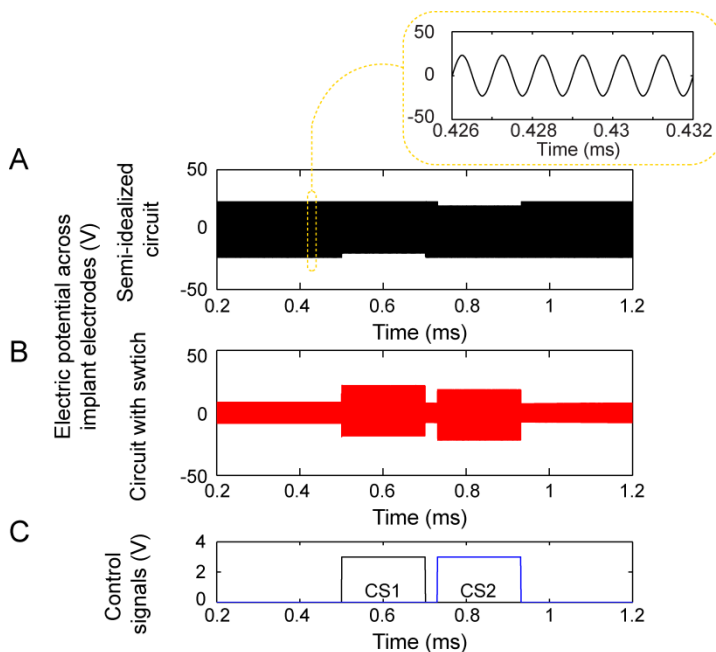 50
0
-50
0.426 0.428 0.43 0.432
Time (ms)
A
Electric potential across
implant electrodes (V)
Semi-idealized
circuit
50
0
-50
0.2 0.4 0.6 0.8 1 1.2
Time (ms)
B
Circuit with swtich
50
0
-50
0.2 0.4 0.6 0.8 1 1.2
Time (ms)
C
Control
signals (V)
4
2
0
CS1 CS2
0.2 0.4 0.6 0.8 1 1.2
Time (ms)